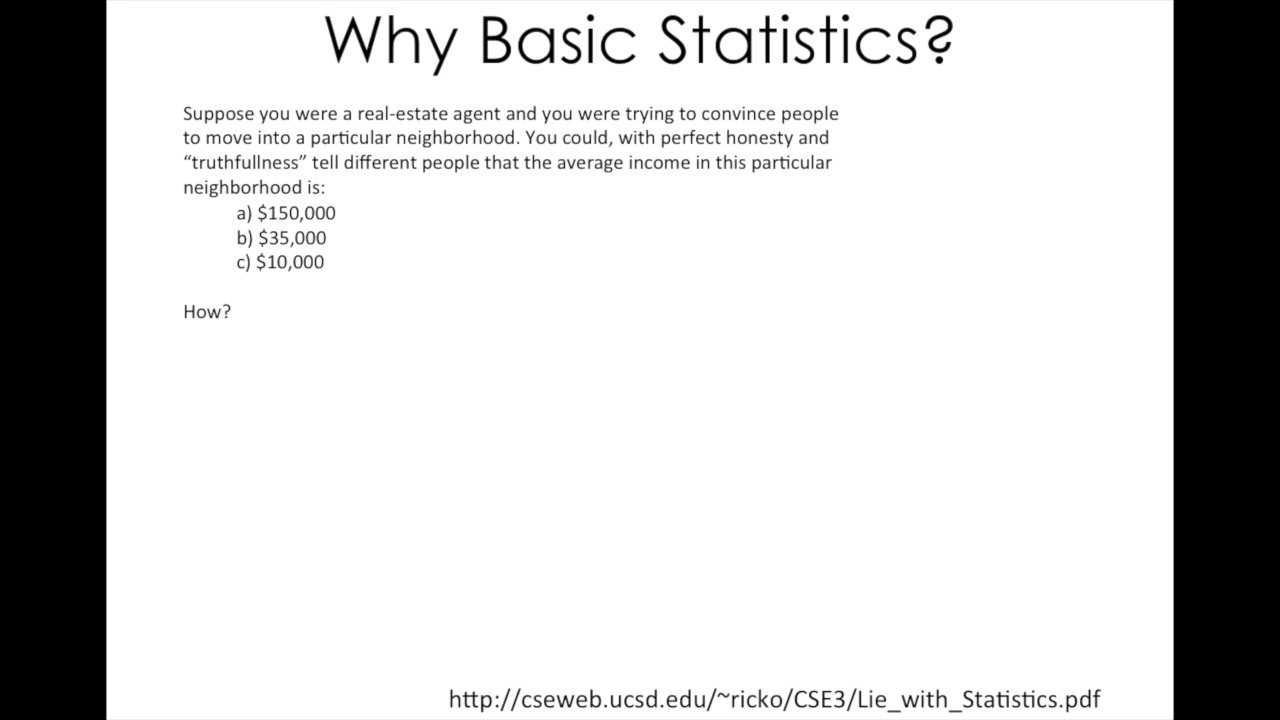 Why Basic Statistics?
Suppose you were a real-estate agent and you were trying to convince people
to move into a particular neighborhood. You could, with perfect honesty and
“truthfullness” tell different people that the average income in this particular
neighborhood is:
a) $150,000
b) $35,000
c) $10,000
How?
http://cseweb.ucsd.edu/~ricko/CSE3/Lie_with_Statistics.pdf